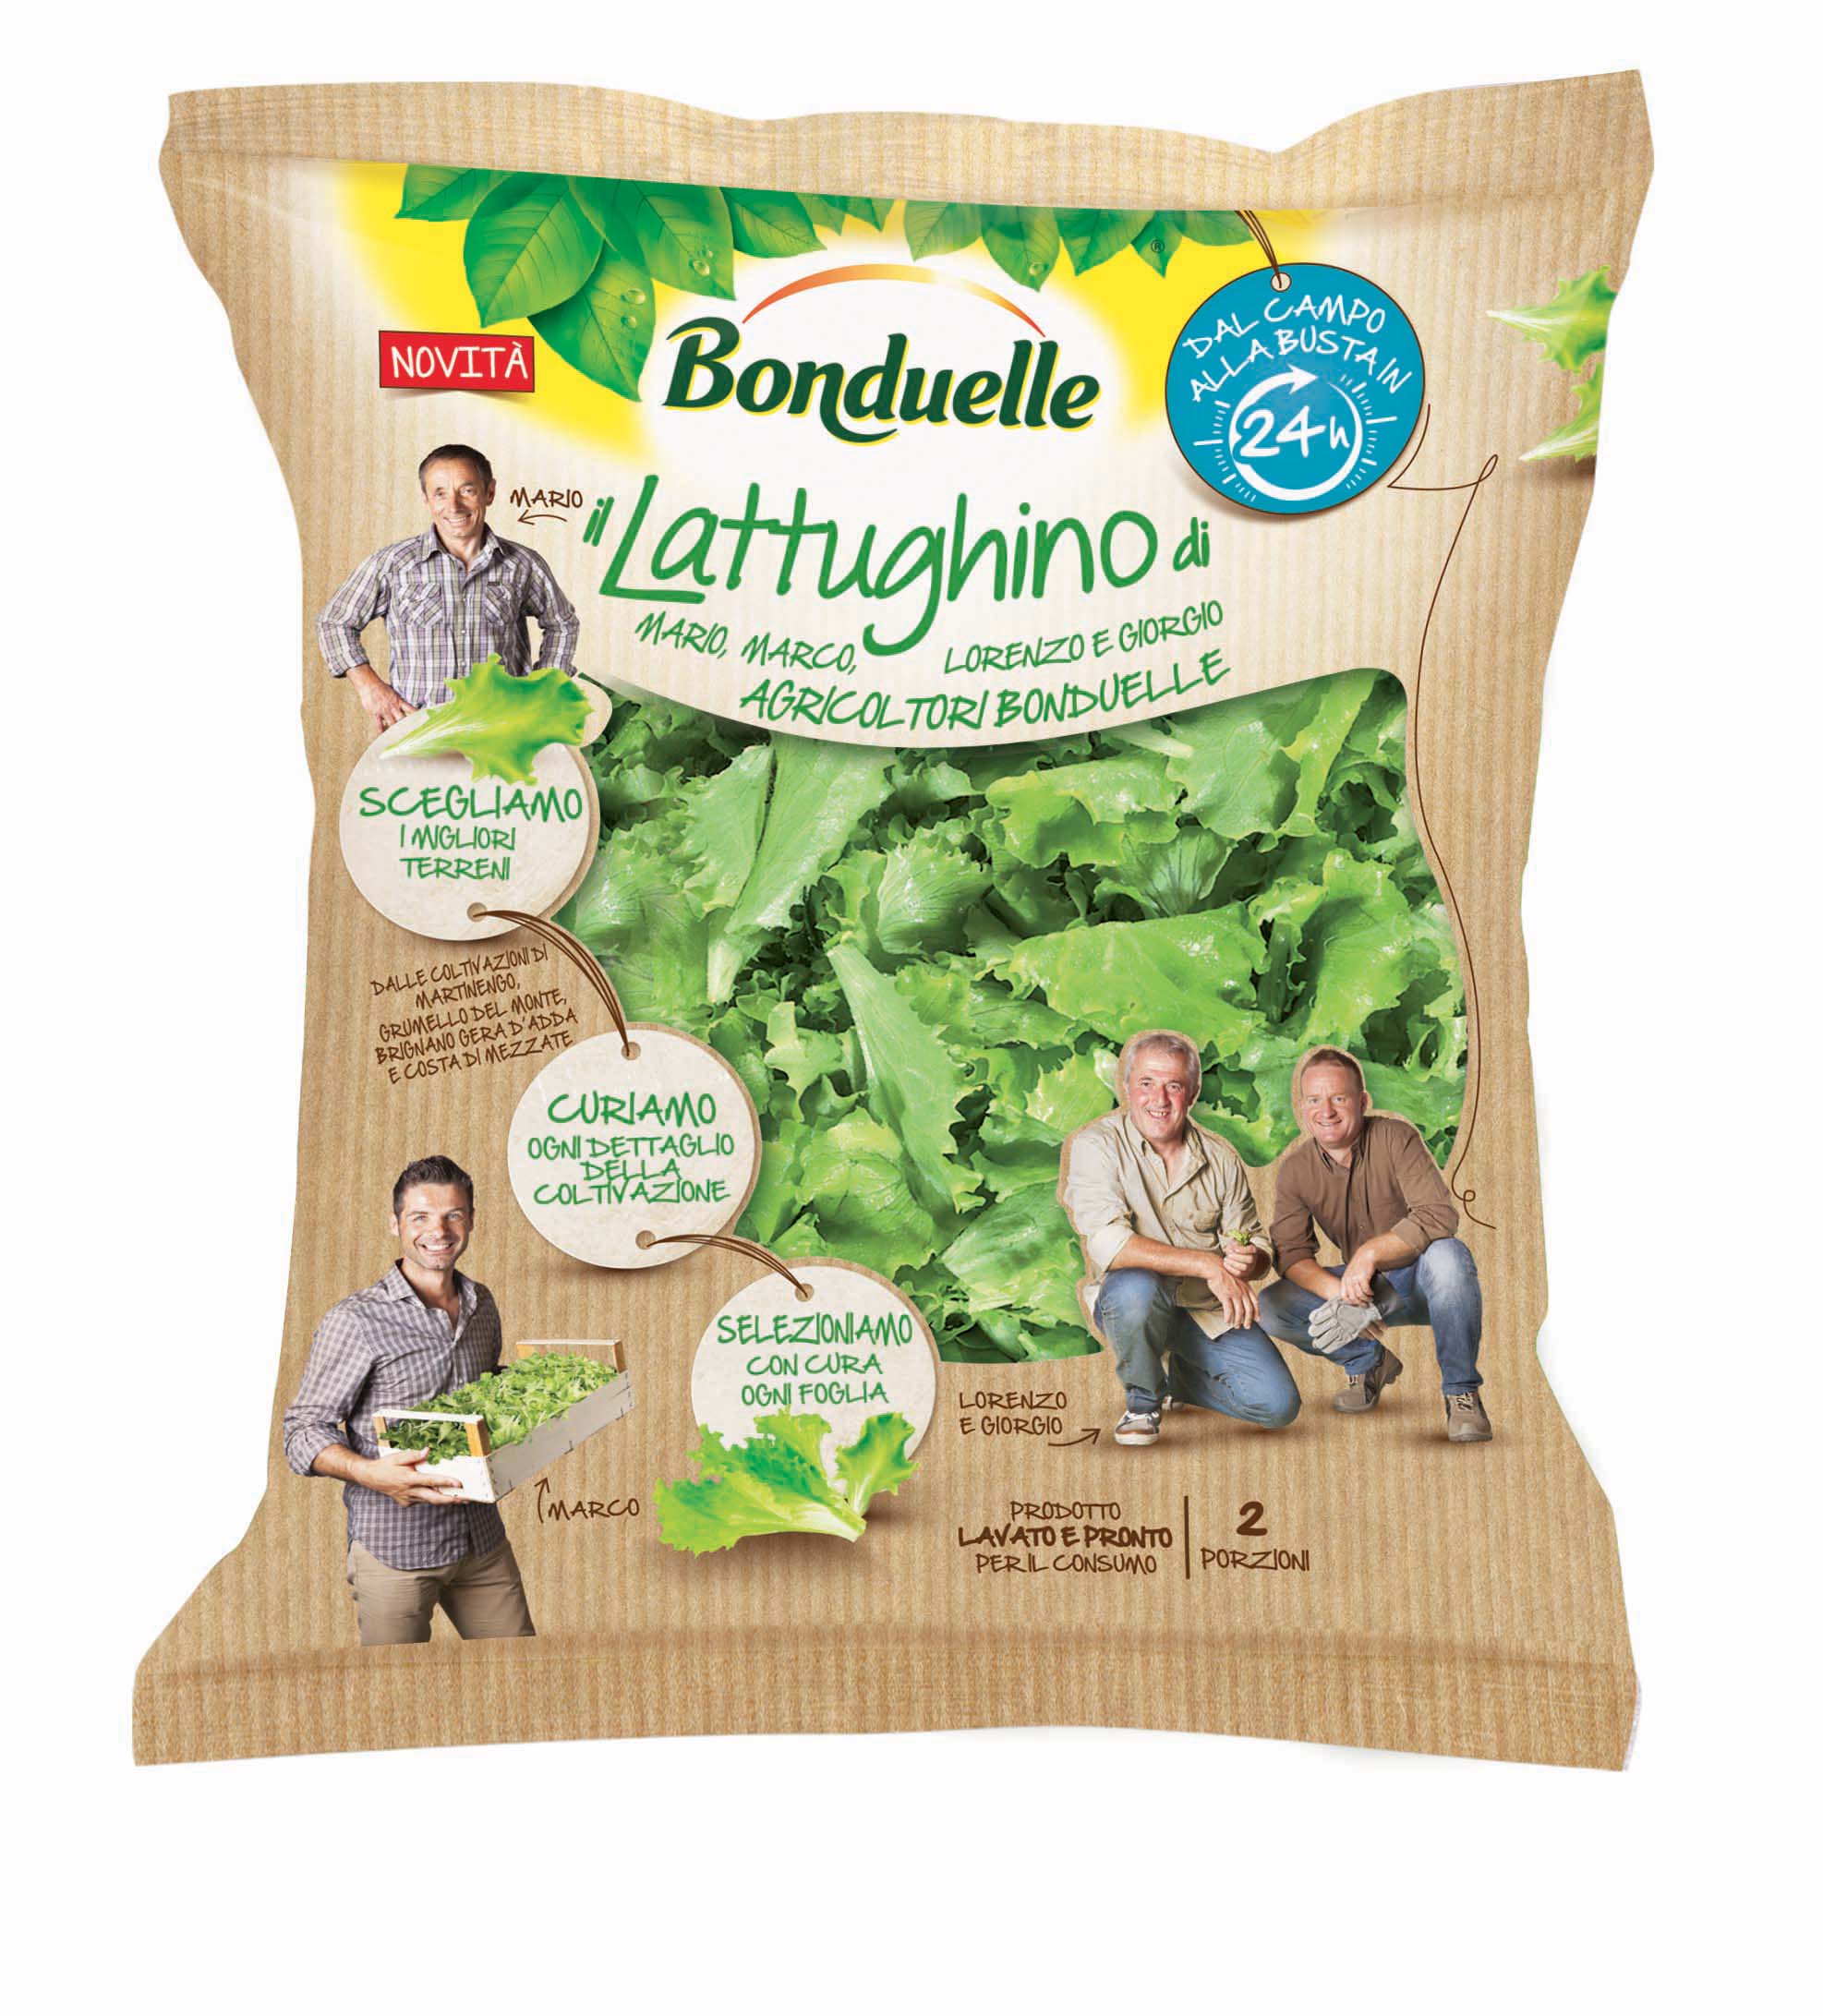 ®
Bonduelle
NOVITÀ
DAL CAMPO
ALLA BUSTA IN
24h
MARIO
il Lattughino di
MARIO, MARCO, LORENZO E GIORGIO
AGRICOLTORI BONDUELLE
SCEGLIAMO
I MIGLIORI
TERRENI
DALLE COLTIVAZIONI DI
MARTINENGO,
GRUMELLO DEL MONTE,
BRIGNANO GERA D'ADDA
E COSTA DI MEZZATE
CURIAMO
OGNI DETTAGLIO
DELLA
COLTIVAZIONE
SELEZIONIAMO
CON CURA
OGNI FOGLIA
MARCO
LORENZO
E GIORGIO
PRODOTTO
LAVATO E PRONTO
PER IL CONSUMO
2
PORZIONI